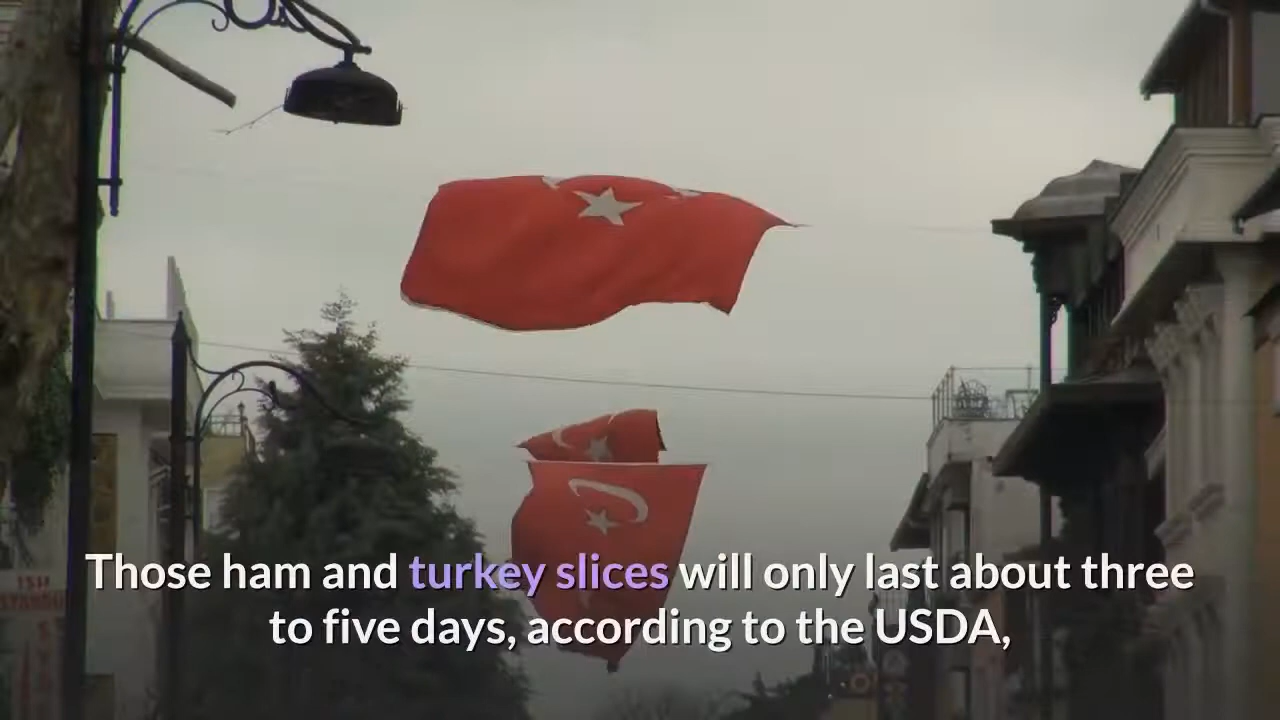 Those ham and turkey slices will only last about three
to five days, according to the USDA,